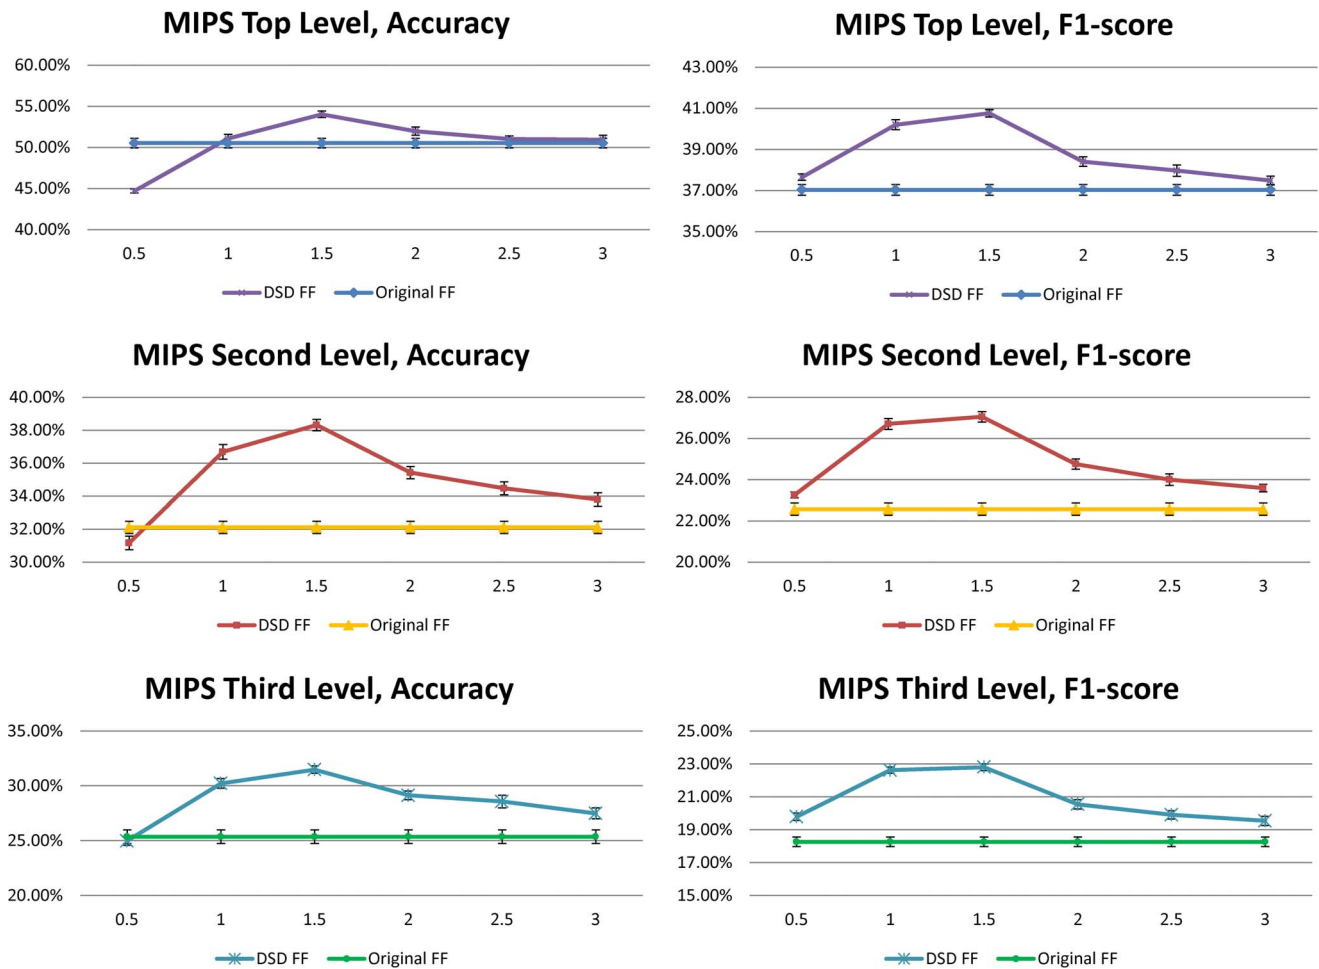 MIPS Top Level, Accuracy
60.00%
55.00%
50.00%
45.00%
40.00%
0.5 1 1.5 2 2.5 3
DSD FF Original FF
MIPS Top Level, F1-score
43.00%
41.00%
39.00%
37.00%
35.00%
0.5 1 1.5 2 2.5 3
DSD FF Original FF
MIPS Second Level, Accuracy
40.00%
38.00%
36.00%
34.00%
32.00%
30.00%
0.5 1 1.5 2 2.5 3
DSD FF Original FF
MIPS Second Level, F1-score
28.00%
26.00%
24.00%
22.00%
20.00%
0.5 1 1.5 2 2.5 3
DSD FF Original FF
MIPS Third Level, Accuracy
35.00%
30.00%
25.00%
20.00%
0.5 1 1.5 2 2.5 3
DSD FF Original FF
MIPS Third Level, F1-score
25.00%
23.00%
21.00%
19.00%
17.00%
15.00%
0.5 1 1.5 2 2.5 3
DSD FF Original FF